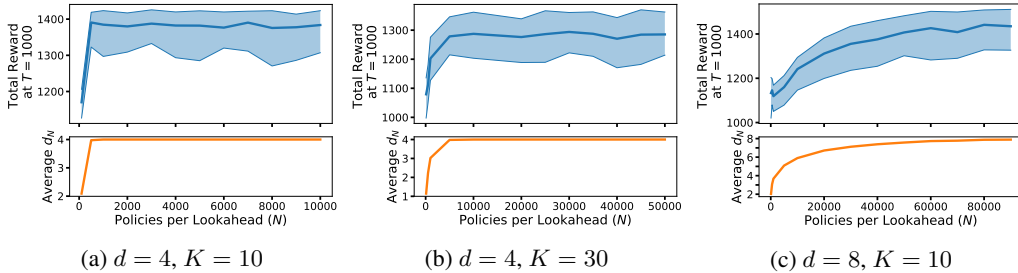 Total Reward
at T = 1000
1400
1300
1200
Average d_N
4
3
2
0 2000 4000 6000 8000 10000
Policies per Lookahead (N)
(a) d = 4, K = 10
Total Reward
at T = 1000
1300
1200
1100
1000
Average d_N
4
3
2
1
0 10000 20000 30000 40000 50000
Policies per Lookahead (N)
(b) d = 4, K = 30
Total Reward
at T = 1000
1400
1200
1000
Average d_N
8
6
5
4
2
0 20000 40000 60000 80000
Policies per Lookahead (N)
(c) d = 8, K = 10